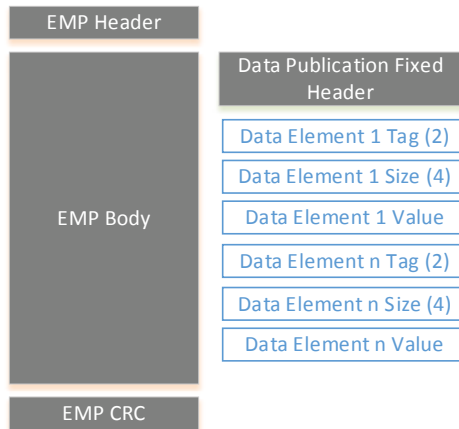 EMP Header
Data Publication Fixed
Header
Data Element 1 Tag (2)
Data Element 1 Size (4)
EMP Body
Data Element 1 Value
Data Element n Tag (2)
Data Element n Size (4)
Data Element n Value
EMP CRC